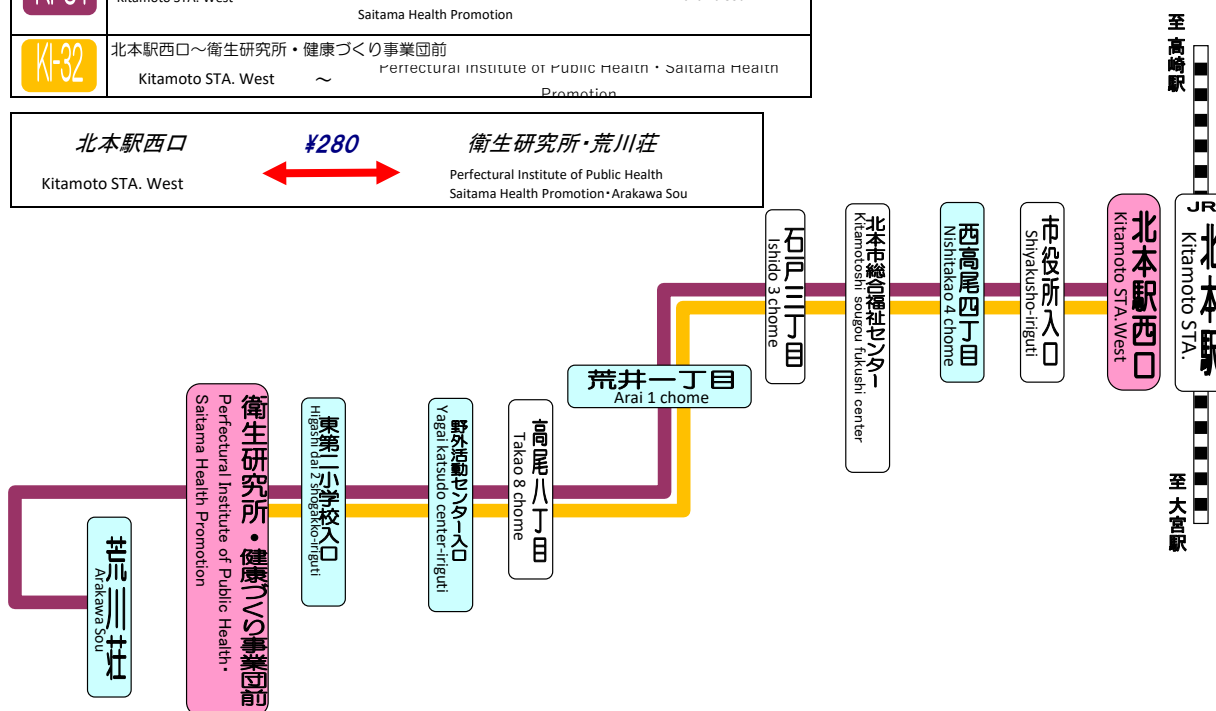 Kitamoto STA. West
Saitama Health Promotion
KI-32
北本駅西口～衛生研究所・健康づくり事業団前
Kitamoto STA. West ～ Perfectural Institute of Public Health・Saitama Health
Promotion
北本駅西口 ¥280 衛生研究所・荒川荘
Kitamoto STA. West
Perfectural Institute of Public Health
Saitama Health Promotion・Arakawa Sou
至 高崎駅
JR
北本駅
Kitamoto STA.
至 大宮駅
北本駅西口
Kitamoto STA.West
市役所入口
Shiyakusho-iriguti
西高尾四丁目
Nishitakao 4 chome
北本市総合福祉センター
Kitamotoshi sougou fukushi center
石戸三丁目
Ishido 3 chome
荒井一丁目
Arai 1 chome
高尾八丁目
Takao 8 chome
野外活動センター入口
Yagai katsudo center-iriguti
東第二小学校入口
Higashi dai 2 shogakko-iriguti
衛生研究所・健康づくり事業団前
Perfectural Institute of Public Health・
Saitama Health Promotion
荒川荘
Arakawa Sou